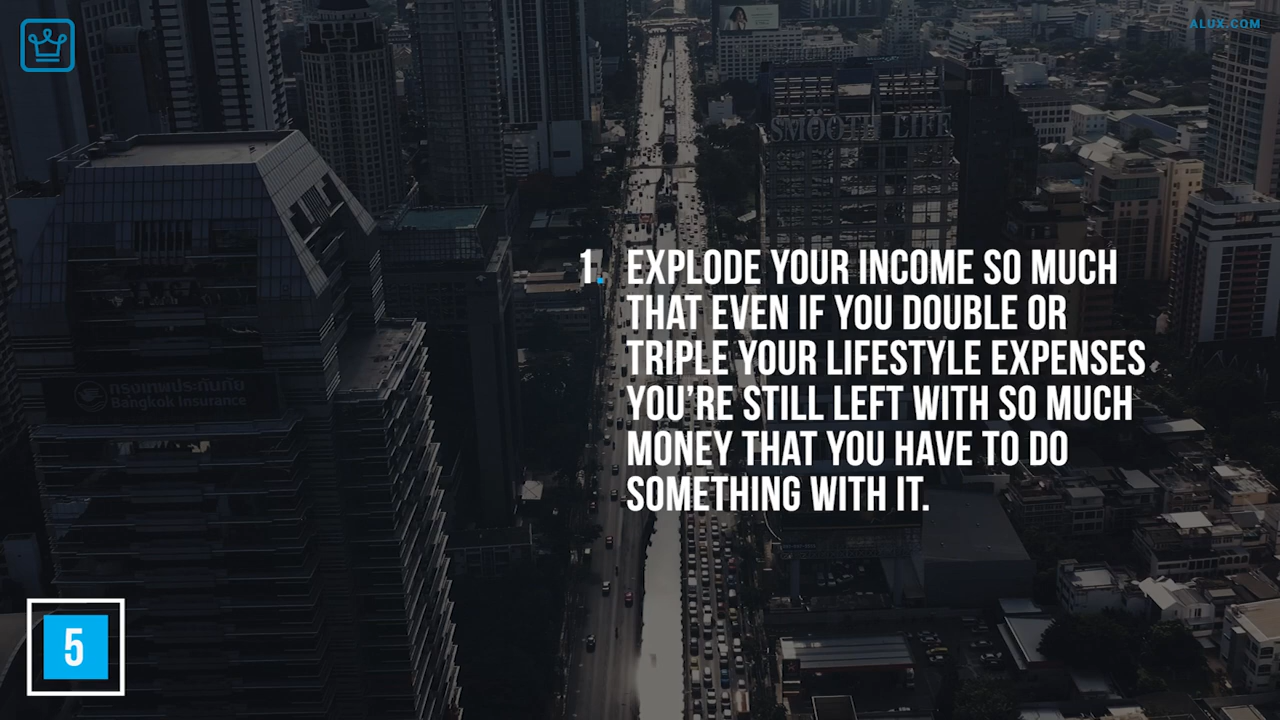 ALUX.COM
SMOOTH LIFE
1. EXPLODE YOUR INCOME SO MUCH
THAT EVEN IF YOU DOUBLE OR
TRIPLE YOUR LIFESTYLE EXPENSES
YOU'RE STILL LEFT WITH SO MUCH
MONEY THAT YOU HAVE TO DO
SOMETHING WITH IT.
กรุงเทพประกันภัย
Bangkok Insurance
5